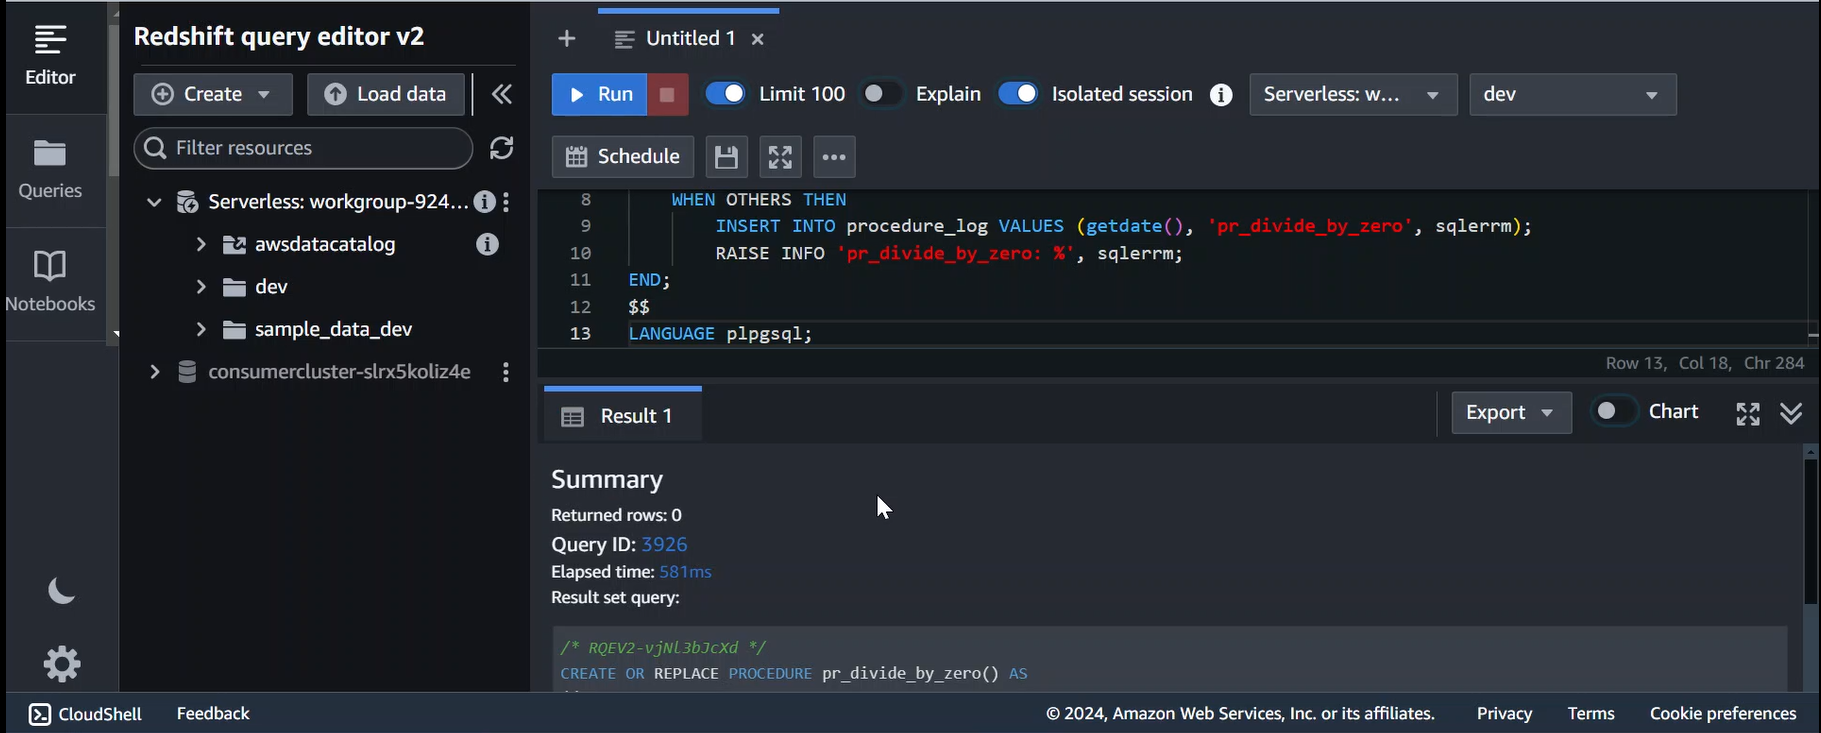 Editor
Queries
Notebooks
Redshift query editor v2
Create
Load data
Filter resources
Serverless: workgroup-924...
awsdatacatalog
dev
sample_data_dev
consumercluster-slrx5koliz4e
Untitled 1
Run
Limit 100
Explain
Isolated session
Serverless: w...
dev
Schedule
8 WHEN OTHERS THEN
9 INSERT INTO procedure_log VALUES (getdate(), 'pr_divide_by_zero', sqlerrm);
10 RAISE INFO 'pr_divide_by_zero: %', sqlerrm;
11 END;
12 $$
13 LANGUAGE plpgsql;
Row 13, Col 18, Chr 284
Result 1
Export
Chart
Summary
Returned rows: 0
Query ID: 3926
Elapsed time: 581ms
Result set query:
/* RQEV2-vjNl3bJcXd */
CREATE OR REPLACE PROCEDURE pr_divide_by_zero() AS
CloudShell
Feedback
© 2024, Amazon Web Services, Inc. or its affiliates.
Privacy
Terms
Cookie preferences